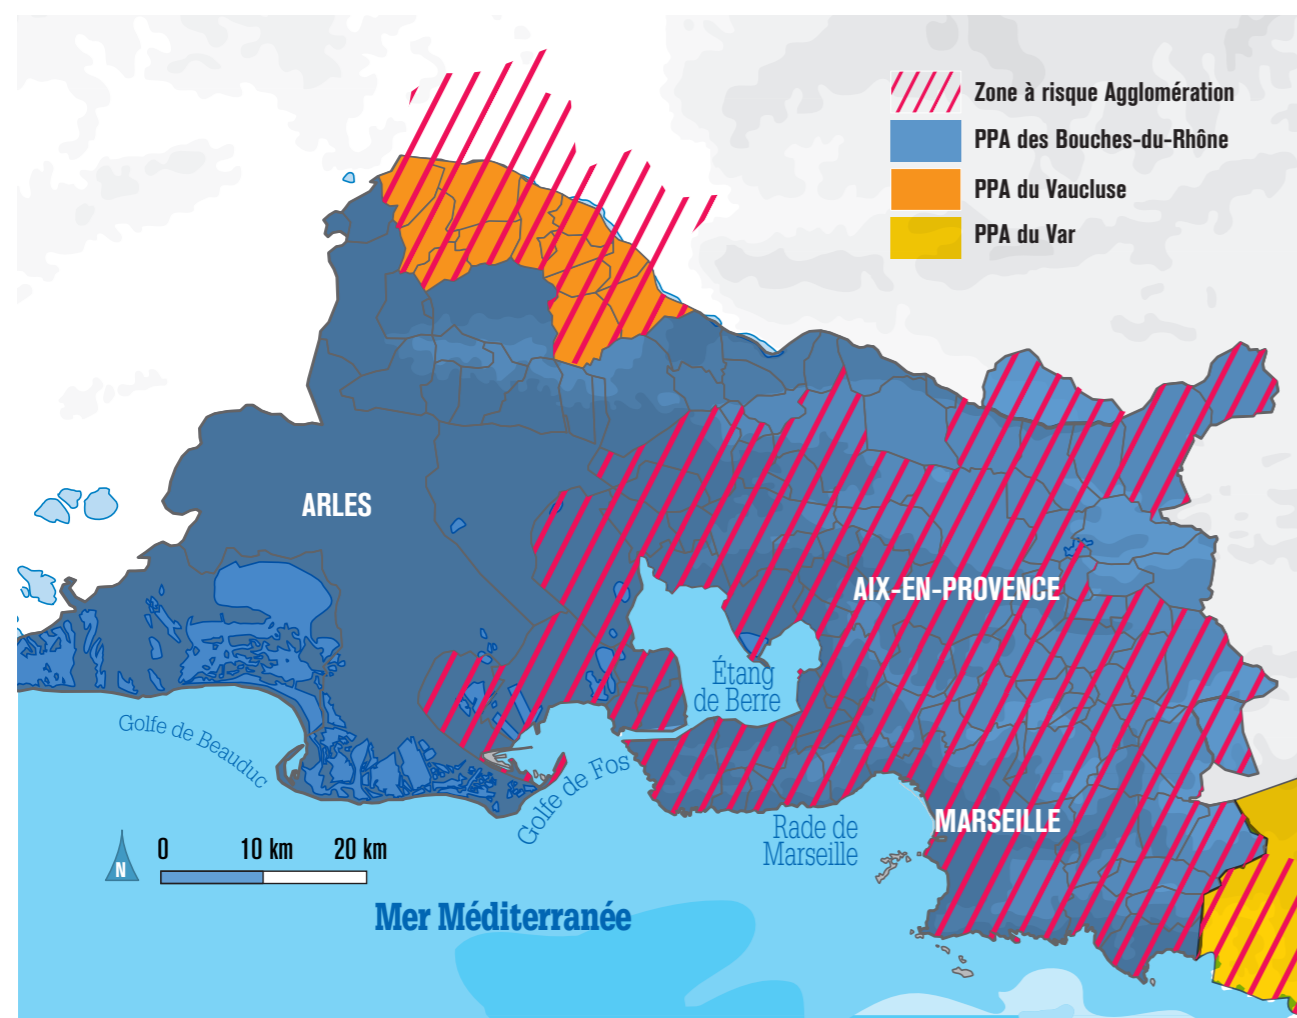 Zone à risque Agglomération
PPA des Bouches-du-Rhône
PPA du Vaucluse
PPA du Var
ARLES
AIX-EN-PROVENCE
Étang
de Berre
Golfe de Beauduc
Golfe de Fos
MARSEILLE
Rade de
Marseille
N
0 10 km 20 km
Mer Méditerranée